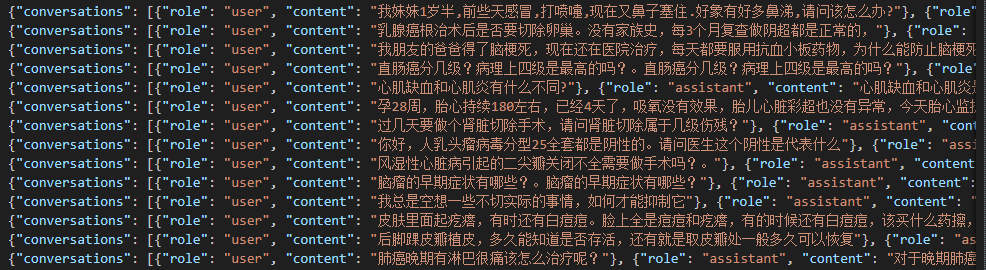 {"conversations": [{"role": "user", "content": "我妹妹1岁半,前些天感冒,打喷嚏,现在又鼻子塞住.好象有好多鼻涕,请问该怎么办?"}, {"role
{"conversations": [{"role": "user", "content": "乳腺癌根治术后是否要切除卵巢。没有家族史，每3个月复查做阴超都是正常的，"}, {"role":
{"conversations": [{"role": "user", "content": "我朋友的爸爸得了脑梗死，现在还在医院治疗，每天都要服用抗血小板药物，为什么能防止脑梗死
{"conversations": [{"role": "user", "content": "直肠癌分几级？病理上四级是最高的吗？。直肠癌分几级？病理上四级是最高的吗？"}, {"role"
{"conversations": [{"role": "user", "content": "心肌缺血和心肌炎有什么不同?"}, {"role": "assistant", "content": "心肌缺血和心肌炎
{"conversations": [{"role": "user", "content": "孕28周，胎心持续180左右，已经4天了，吸氧没有效果，胎儿心脏彩超也没有异常，今天胎心监
{"conversations": [{"role": "user", "content": "过几天要做个肾脏切除手术，请问肾脏切除属于几级伤残？"}, {"role": "assistant", "cont
{"conversations": [{"role": "user", "content": "你好，人乳头瘤病毒分型25全套都是阴性的。请问医生这个阴性是代表什么"}, {"role": "assis
{"conversations": [{"role": "user", "content": "风湿性心脏病引起的二尖瓣关闭不全需要做手术吗？。"}, {"role": "assistant", "content"
{"conversations": [{"role": "user", "content": "脑瘤的早期症状有哪些？。脑瘤的早期症状有哪些？"}, {"role": "assistant", "content":
{"conversations": [{"role": "user", "content": "我总是空想一些不切实际的事情，如何才能抑制它"}, {"role": "assistant", "content": "
{"conversations": [{"role": "user", "content": "皮肤里面起疙瘩，有时还有白痘痘。脸上全是痘痘和疙瘩，有的时候还有白痘痘，该买什么药擦，
{"conversations": [{"role": "user", "content": "后脚踝皮瓣植皮，多久能知道是否存活，还有就是取皮瓣处一般多久可以恢复"}, {"role": "ass
{"conversations": [{"role": "user", "content": "肺癌晚期有淋巴很痛该怎么治疗呢？"}, {"role": "assistant", "content": "对于晚期肺癌